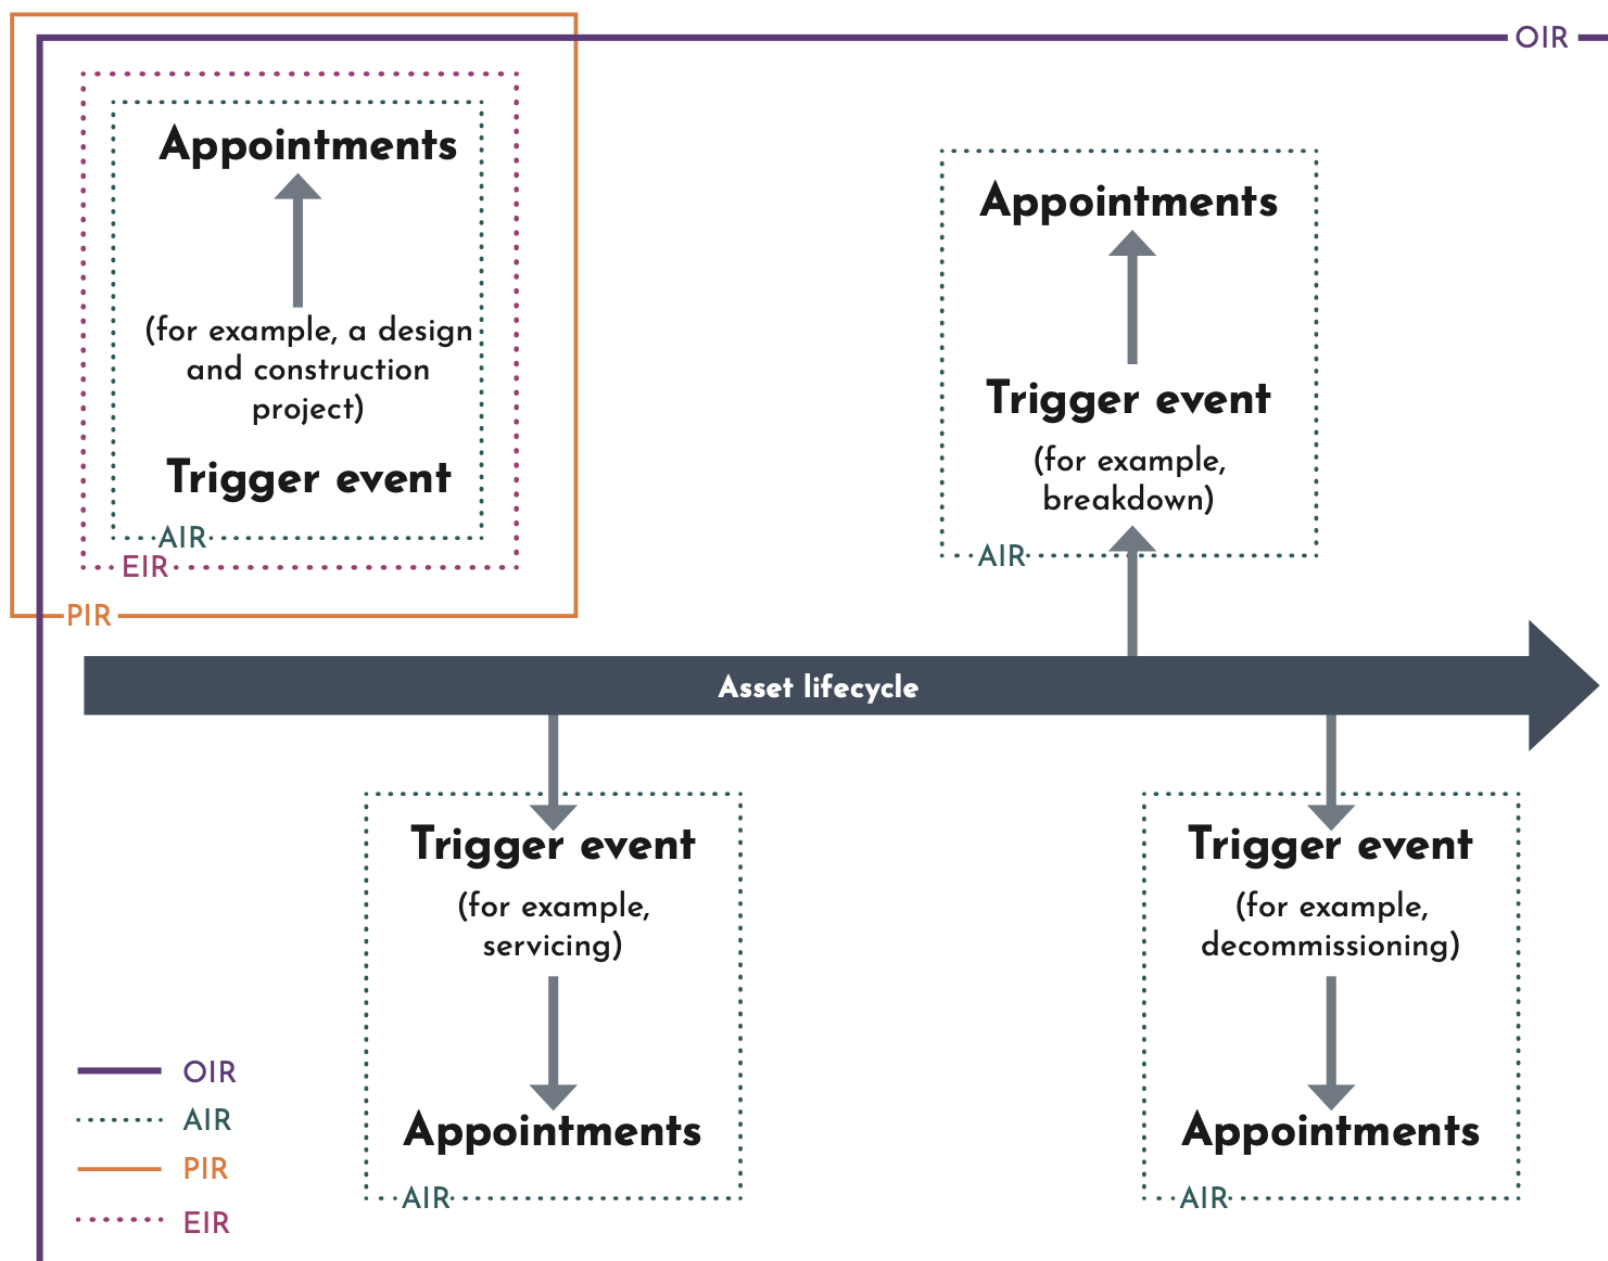 OIR
Appointments
(for example, a design
and construction
project)
Trigger event
AIR
EIR
PIR
Appointments
Trigger event
(for example,
breakdown)
AIR
Asset lifecycle
Trigger event
(for example,
servicing)
Appointments
AIR
Trigger event
(for example,
decommissioning)
Appointments
AIR
OIR
AIR
PIR
EIR